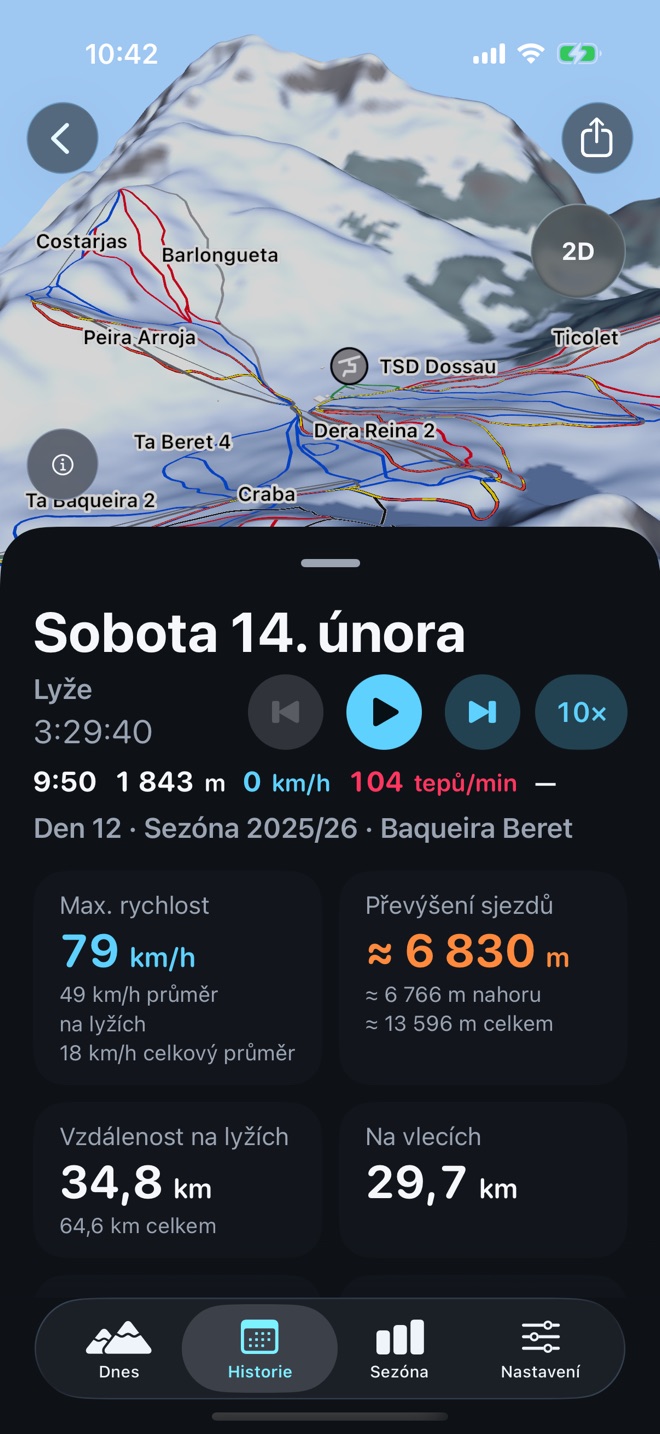 10:42
2D
Costarjas
Barlongueta
Peira Arroja
Ticolet
TSD Dossau
Dera Reina 2
Ta Beret 4
Craba
Ta Baqueira 2
Sobota 14. února
Lyže
3:29:40
10×
9:50 1 843 m 0 km/h 104 tepů/min —
Den 12 · Sezóna 2025/26 · Baqueira Beret
Max. rychlost
79 km/h
49 km/h průměr
na lyžích
18 km/h celkový průměr
Převýšení sjezdů
≈ 6 830 m
≈ 6 766 m nahoru
≈ 13 596 m celkem
Vzdálenost na lyžích
34,8 km
64,6 km celkem
Na vlecích
29,7 km
Dnes
Historie
Sezóna
Nastavení